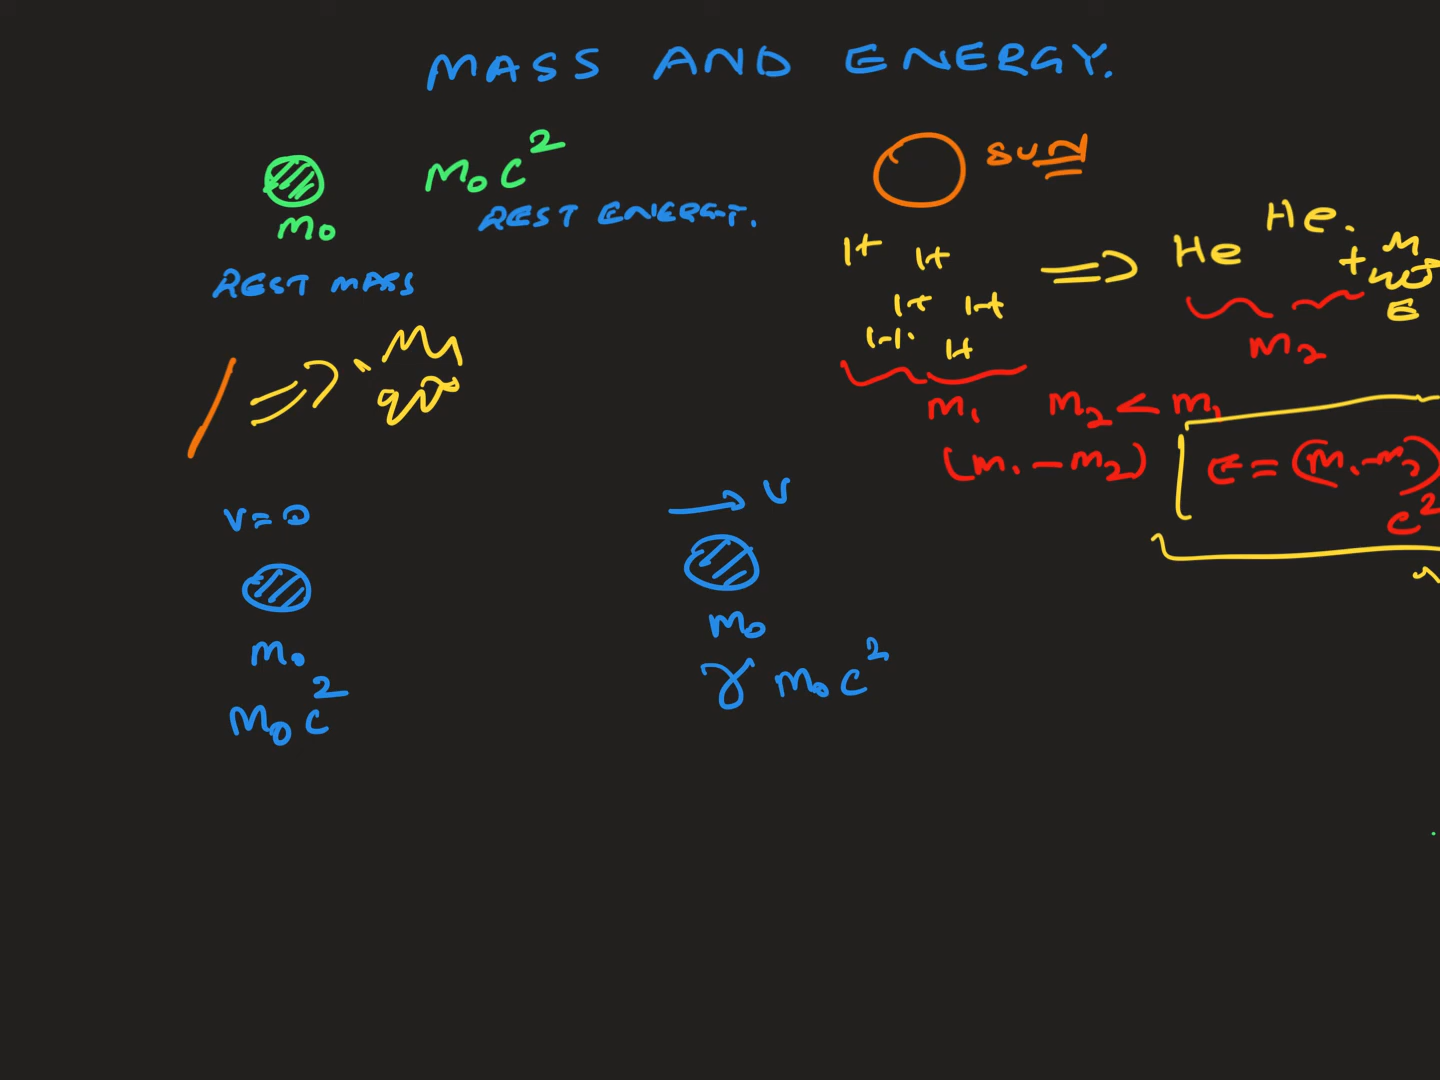 MASS AND ENERGY.
m₀c²
REST ENERGY.
m₀
REST MASS
SUN
H H
H H
H H
⇒ He He. +
E
m₁
m₂
m₂ < m₁
(m₁ - m₂)
E = (m₁ - m₂)
c²
⇒
v = 0
m₀
m₀c²
→ v
m₀
γ m₀c²